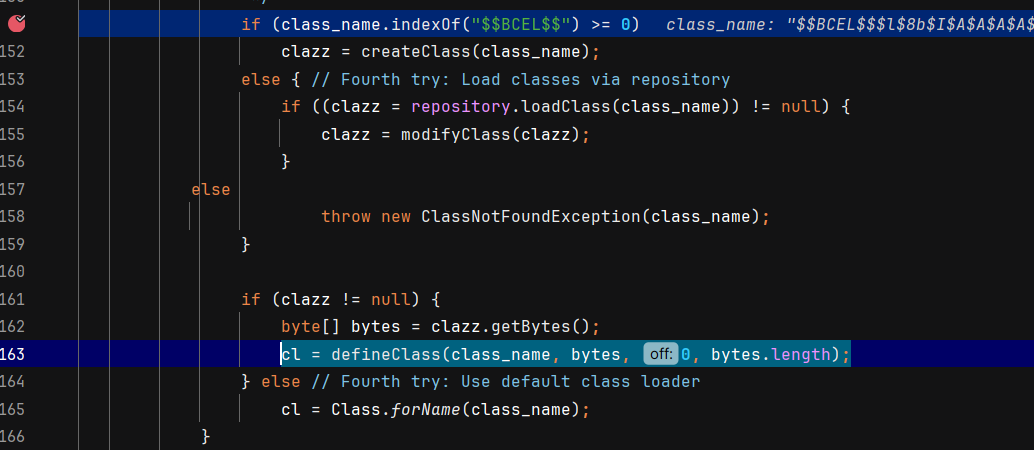 if (class_name.indexOf("$$BCEL$$") >= 0) class_name: "$$BCEL$$$l$8b$I$A$A$A$A$
152 clazz = createClass(class_name);
153 else { // Fourth try: Load classes via repository
154 if ((clazz = repository.loadClass(class_name)) != null) {
155 clazz = modifyClass(clazz);
156 }
157 else
158 throw new ClassNotFoundException(class_name);
159 }
160
161 if (clazz != null) {
162 byte[] bytes = clazz.getBytes();
163 cl = defineClass(class_name, bytes, off: 0, bytes.length);
164 } else // Fourth try: Use default class loader
165 cl = Class.forName(class_name);
166 }